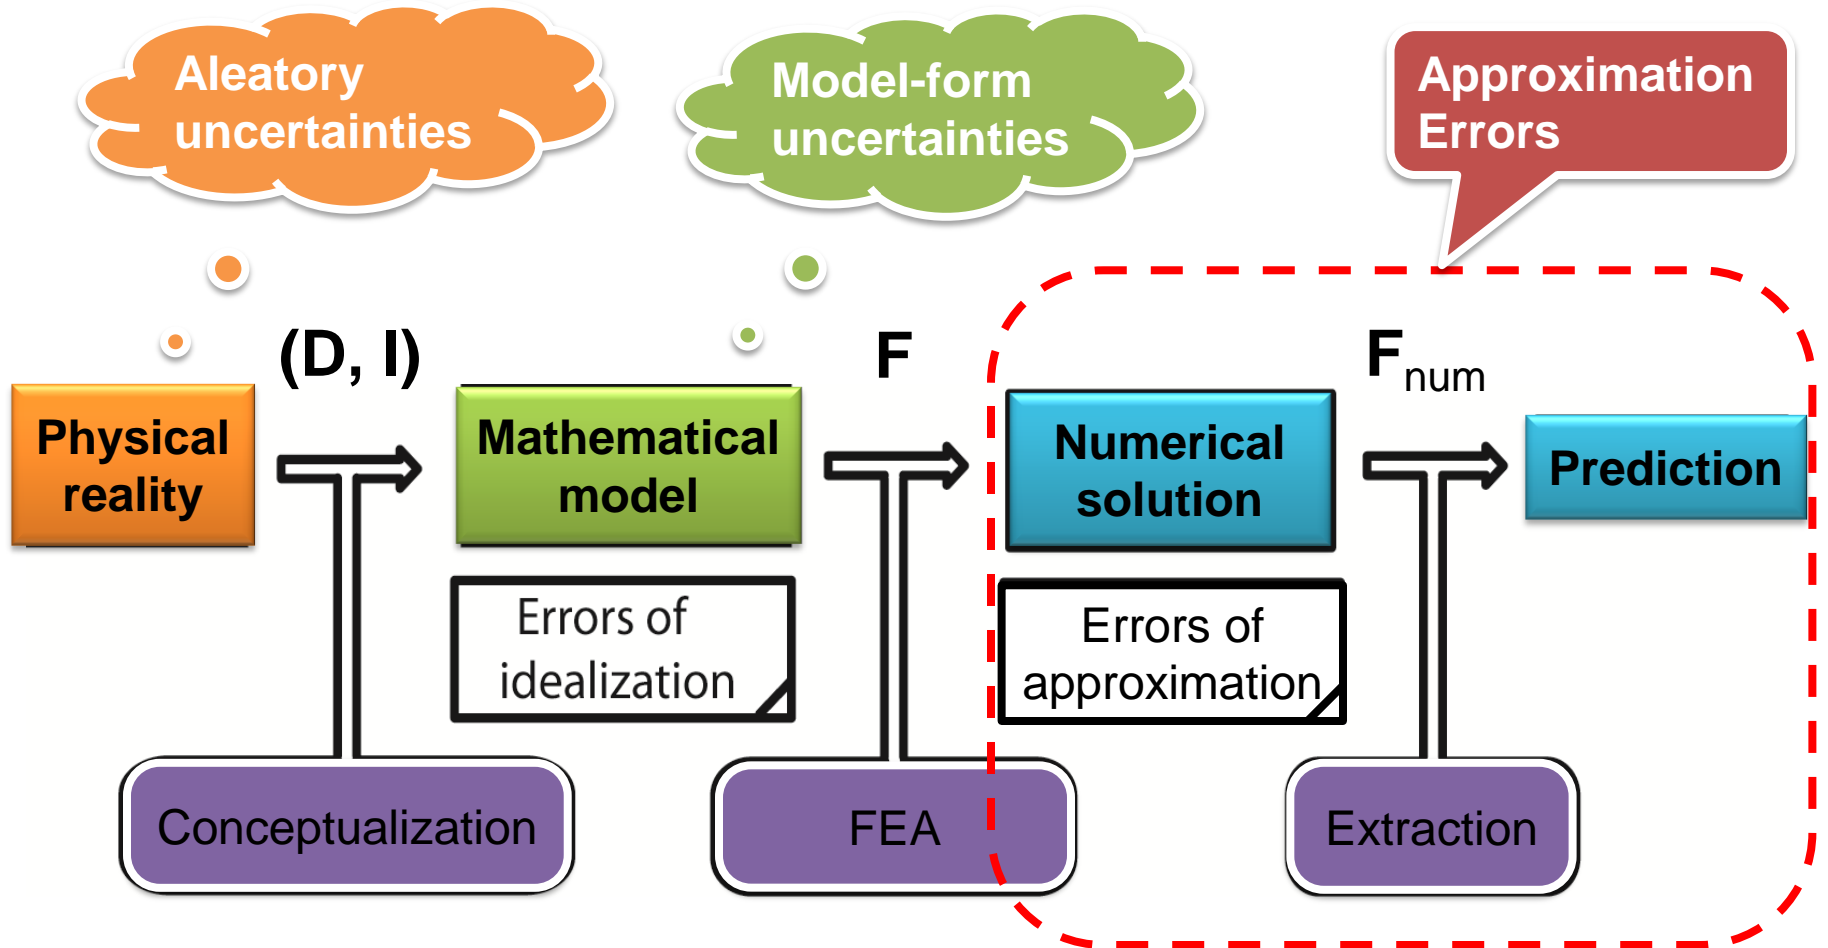 Aleatory
uncertainties
Model-form
uncertainties
Approximation
Errors
(D, I)
F
Fnum
Physical
reality
Mathematical
model
Numerical
solution
Prediction
Errors of
idealization
Errors of
approximation
Conceptualization
FEA
Extraction